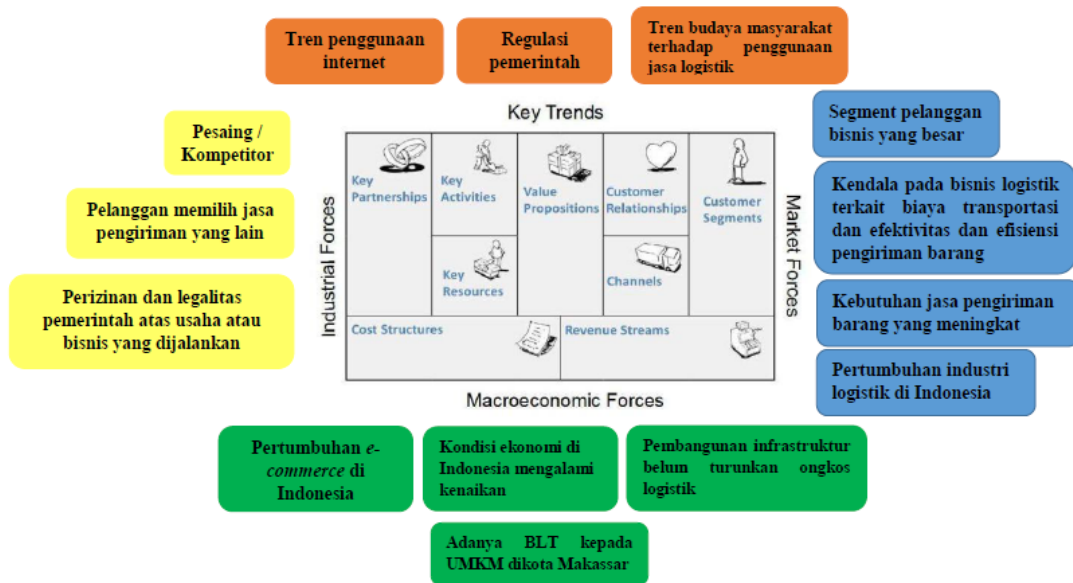 Tren penggunaan
internet
Regulasi
pemerintah
Tren budaya masyarakat
terhadap penggunaan
jasa logistik
Key Trends
Pesaing /
Kompetitor
Pelanggan memilih jasa
pengiriman yang lain
Perizinan dan legalitas
pemerintah atas usaha atau
bisnis yang dijalankan
Industrial Forces
Key
Partnerships
Key
Activities
Key
Resources
Value
Propositions
Customer
Relationships
Channels
Customer
Segments
Cost Structures
Revenue Streams
Market Forces
Segment pelanggan
bisnis yang besar
Kendala pada bisnis logistik
terkait biaya transportasi
dan efektivitas dan efisiensi
pengiriman barang
Kebutuhan jasa pengiriman
barang yang meningkat
Pertumbuhan industri
logistik di Indonesia
Macroeconomic Forces
Pertumbuhan e-
commerce di
Indonesia
Kondisi ekonomi di
Indonesia mengalami
kenaikan
Pembangunan infrastruktur
belum turunkan ongkos
logistik
Adanya BLT kepada
UMKM dikota Makassar